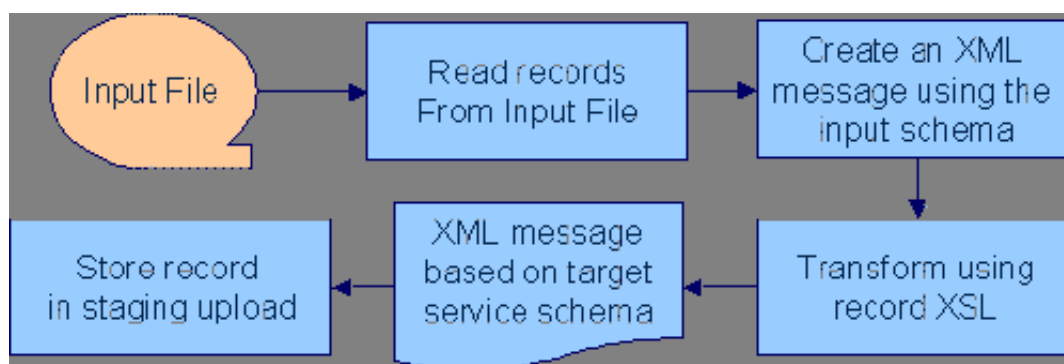 Input File
Read records
From Input File
Create an XML
message using the
input schema
Transform using
record XSL
XML message
based on target
service schema
Store record
in staging upload